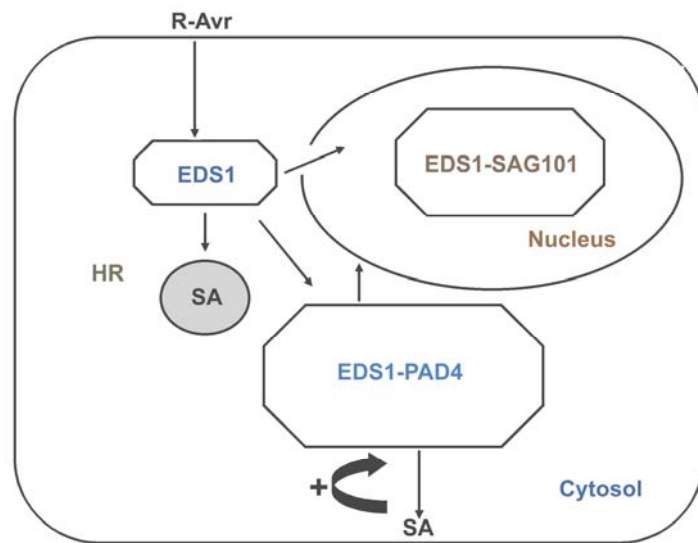 R-Avr
EDS1
EDS1-SAG101
Nucleus
HR
SA
EDS1-PAD4
+
Cytosol
SA